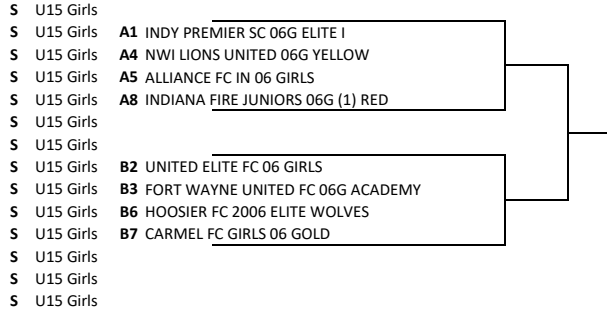 S U15 Girls
S U15 Girls A1 INDY PREMIER SC 06G ELITE I
S U15 Girls A4 NWI LIONS UNITED 06G YELLOW
S U15 Girls A5 ALLIANCE FC IN 06 GIRLS
S U15 Girls A8 INDIANA FIRE JUNIORS 06G (1) RED
S U15 Girls
S U15 Girls
S U15 Girls B2 UNITED ELITE FC 06 GIRLS
S U15 Girls B3 FORT WAYNE UNITED FC 06G ACADEMY
S U15 Girls B6 HOOSIER FC 2006 ELITE WOLVES
S U15 Girls B7 CARMEL FC GIRLS 06 GOLD
S U15 Girls
S U15 Girls
S U15 Girls